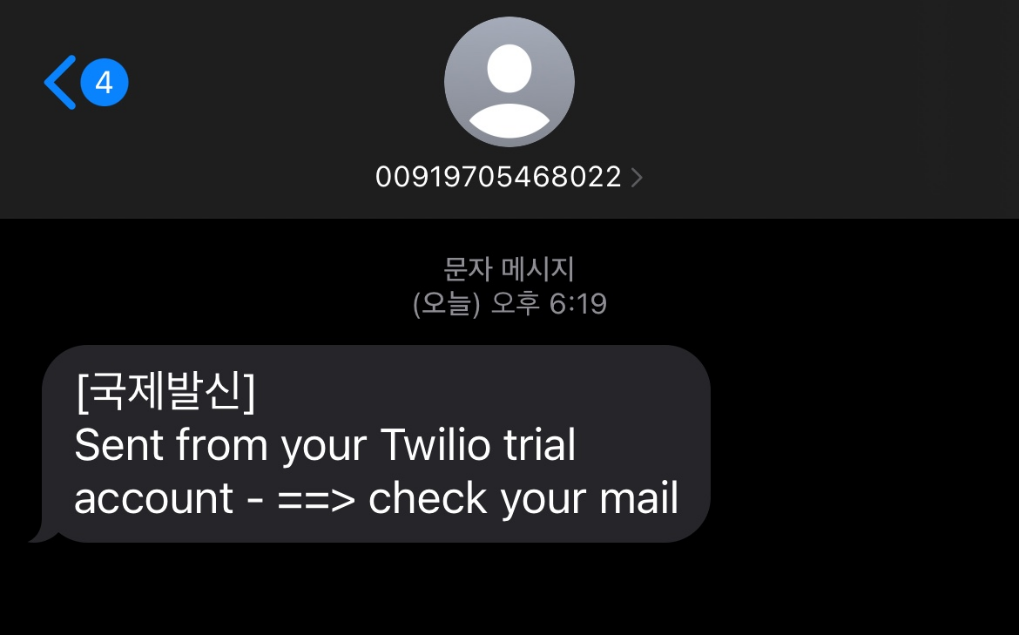 4
00919705468022
문자 메시지
(오늘) 오후 6:19
[국제발신]
Sent from your Twilio trial
account - ==> check your mail